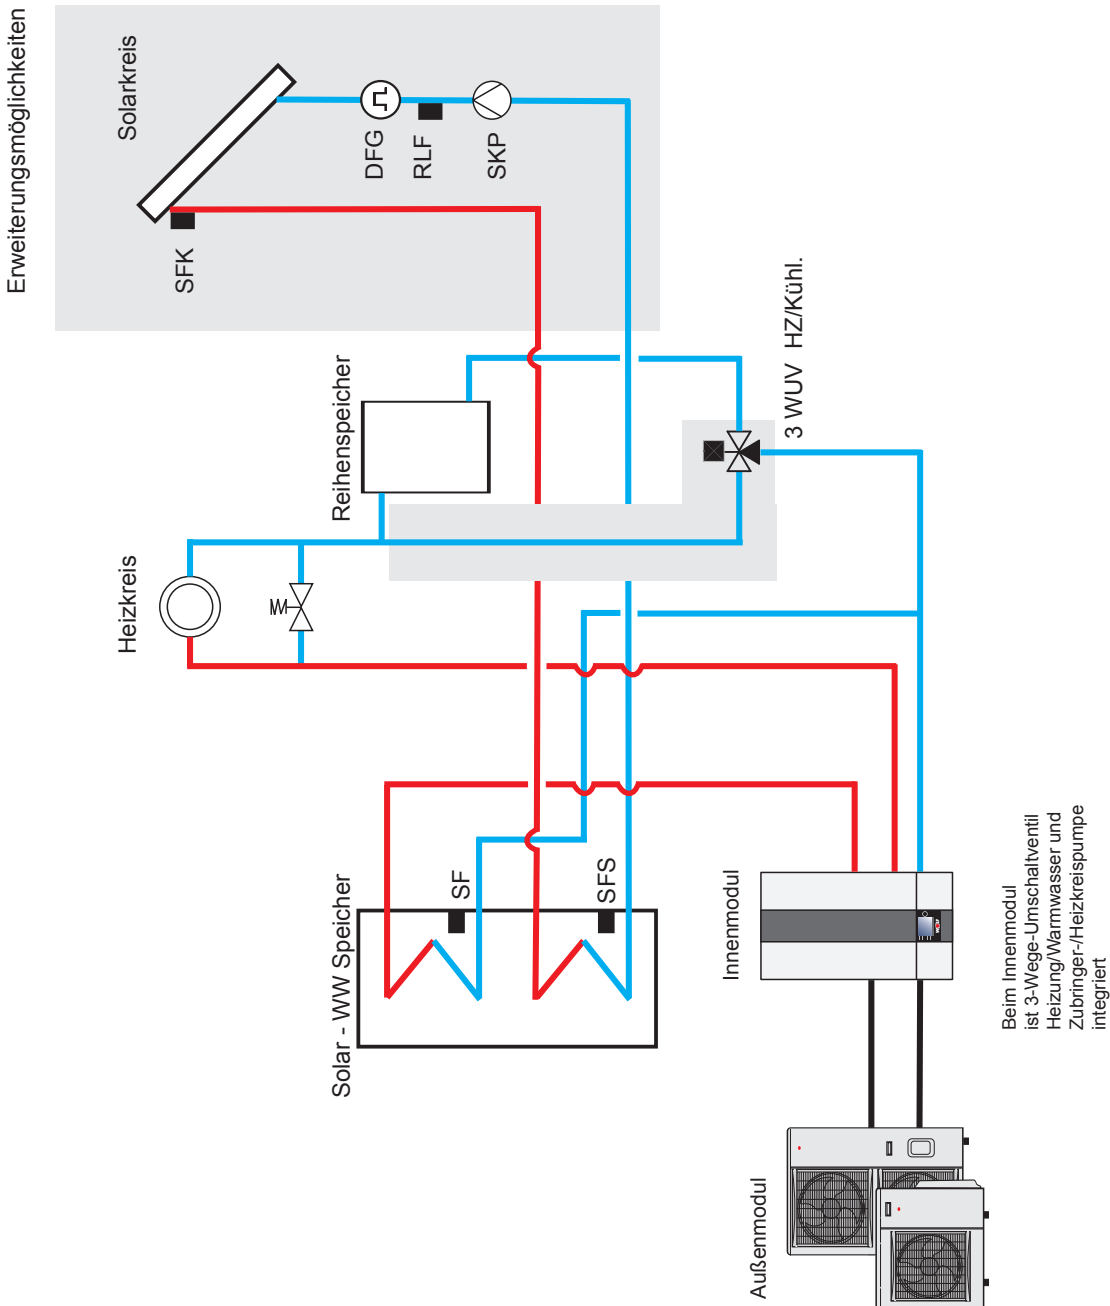 Erweiterungsmöglichkeiten
Solarkreis
DFG
RLF
SKP
SFK
Reihenspeicher
3 WUV HZ/Kühl.
Heizkreis
Solar - WW Speicher
SF
SFS
Innenmodul
Beim Innenmodul
ist 3-Wege-Umschaltventil
Heizung/Warmwasser und
Zubringer-/Heizkreispumpe
integriert
Außenmodul